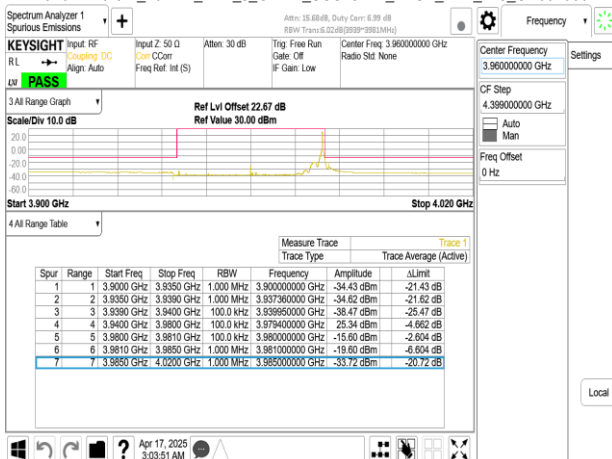 Spectrum Analyzer 1
Spurious Emissions
Attn: 15.68dB, Duty Corr: 6.99 dB
RBW Trans:6.02dB(3939~3981MHz)
Frequency
KEYSIGHT
Input: RF
Input Z: 50 Ω
Atten: 30 dB
Trig: Free Run
Center Freq: 3.960000000 GHz
RL
Coupling: DC
Corr CCorr
Gate: Off
Radio Std: None
Align: Auto
Freq Ref: Int (S)
IF Gain: Low
LXI PASS
Center Frequency
3.960000000 GHz
Settings
CF Step
4.399000000 GHz
Auto
Man
Freq Offset
0 Hz
3 All Range Graph
Ref Lvl Offset 22.67 dB
Scale/Div 10.0 dB
Ref Value 30.00 dBm
20.0
0.00
-20.0
-40.0
-60.0
Start 3.900 GHz
Stop 4.020 GHz
4 All Range Table
Measure Trace Trace 1
Trace Type Trace Average (Active)
Spur Range Start Freq Stop Freq RBW Frequency Amplitude ΔLimit
1 1 3.9000 GHz 3.9350 GHz 1.000 MHz 3.900000000 GHz -34.43 dBm -21.43 dB
2 2 3.9350 GHz 3.9390 GHz 1.000 MHz 3.937360000 GHz -34.62 dBm -21.62 dB
3 3 3.9390 GHz 3.9400 GHz 100.0 kHz 3.939950000 GHz -38.47 dBm -25.47 dB
4 4 3.9400 GHz 3.9800 GHz 100.0 kHz 3.979400000 GHz 25.34 dBm -4.662 dB
5 5 3.9800 GHz 3.9810 GHz 100.0 kHz 3.980000000 GHz -15.60 dBm -2.604 dB
6 6 3.9810 GHz 3.9850 GHz 1.000 MHz 3.981000000 GHz -19.60 dBm -6.604 dB
7 7 3.9850 GHz 4.0200 GHz 1.000 MHz 3.985000000 GHz -33.72 dBm -20.72 dB
Local
?
Apr 17, 2025
3:03:51 AM